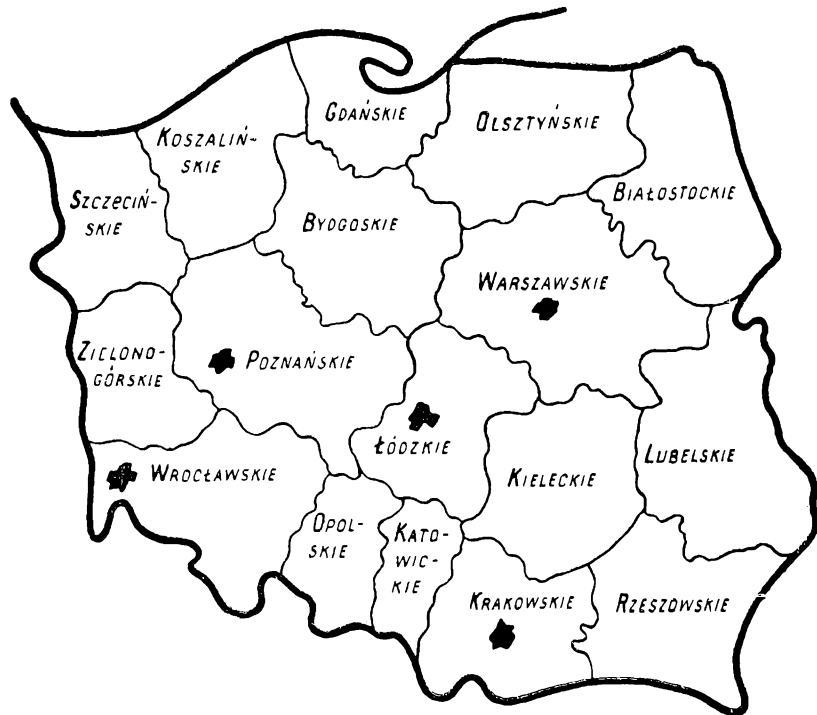 GDAŃSKIE
OLSZTYŃSKIE
KOSZALIŃ-
SKIE
BIAŁOSTOCKIE
SZCZECIŃ-
SKIE
BYDGOSKIE
WARSZAWSKIE
ZIELONO-
GÓRSKIE
POZNAŃSKIE
ŁÓDZKIE
LUBELSKIE
WROCŁAWSKIE
KIELECKIE
OPOL-
SKIE
KATO-
WIC-
KIE
KRAKOWSKIE
RZESZOWSKIE